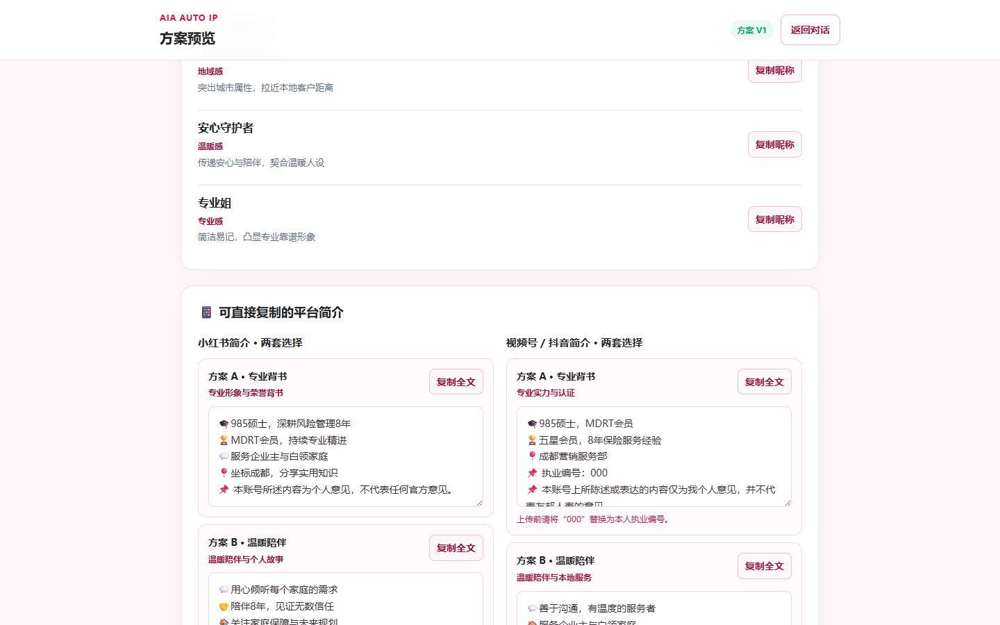 AIA AUTO IP
方案预览
方案 V1
返回对话
地域感
突出城市属性，拉近本地客户距离
复制昵称
安心守护者
温暖感
传递安心与陪伴，契合温暖人设
复制昵称
专业姐
专业感
简洁易记，凸显专业靠谱形象
复制昵称
可直接复制的平台简介
小红书简介 • 两套选择
方案 A • 专业背书
专业形象与荣誉背书
复制全文
🎓985硕士，深耕风险管理8年
🏆MDRT会员，持续专业精进
💬服务企业主与白领家庭
📍坐标成都，分享实用知识
📌 本账号所述内容为个人意见，不代表任何官方意见。
方案 B • 温暖陪伴
温暖陪伴与个人故事
复制全文
💬用心倾听每个家庭的需求
🤝陪伴8年，见证无数信任
🏠关注家庭保障与未来规划
视频号 / 抖音简介 • 两套选择
方案 A • 专业背书
专业实力与认证
复制全文
🎓985硕士，MDRT会员
🏆五星会员，8年保险服务经验
📍成都营销服务部
📌 执业编号：000
📌 本账号上所陈述或表达的内容仅为我个人意见，并不代
表友邦人寿的意见
上传前请将“000”替换为本人执业编号。
方案 B • 温暖陪伴
温暖陪伴与本地服务
复制全文
💬善于沟通，有温度的服务者
🏠服务企业主与白领家庭